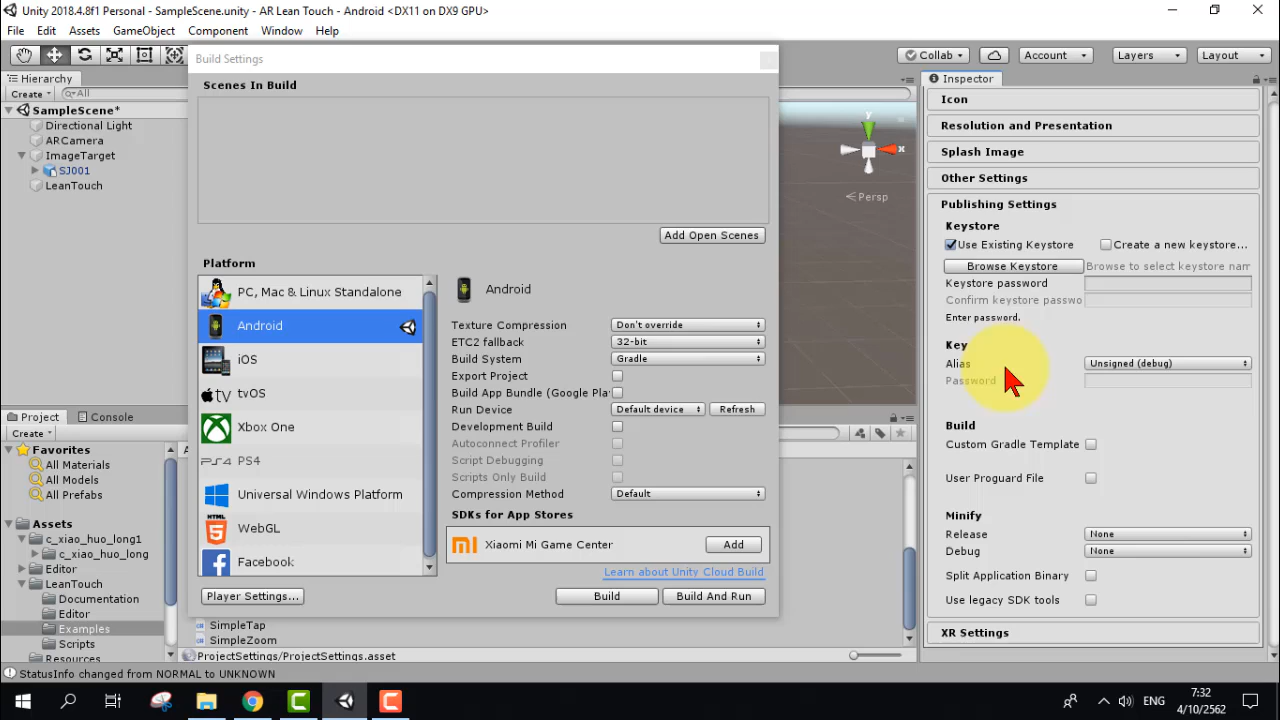 Unity 2018.4.8f1 Personal - SampleScene.unity - AR Lean Touch - Android <DX11 on DX9 GPU>
File Edit Assets GameObject Component Window Help
Collab Account Layers Layout
Hierarchy
Create All
SampleScene*
Directional Light
ARCamera
ImageTarget
SJ001
LeanTouch
Build Settings
Scenes In Build
Add Open Scenes
Platform
PC, Mac & Linux Standalone
Android
iOS
tvOS
Xbox One
PS4
Universal Windows Platform
HTML
WebGL
Facebook
Android
Texture Compression Don't override
ETC2 fallback 32-bit
Build System Gradle
Export Project
Build App Bundle (Google Pla
Run Device Default device Refresh
Development Build
Autoconnect Profiler
Script Debugging
Scripts Only Build
Compression Method Default
SDKs for App Stores
Xiaomi Mi Game Center Add
Learn about Unity Cloud Build
Player Settings... Build Build And Run
y
x
Persp
Inspector
Icon
Resolution and Presentation
Splash Image
Other Settings
Publishing Settings
Keystore
Use Existing Keystore Create a new keystore...
Browse Keystore Browse to select keystore nam
Keystore password
Confirm keystore passwo
Enter password.
Key
Alias Unsigned (debug)
Password
Build
Custom Gradle Template
User Proguard File
Minify
Release None
Debug None
Split Application Binary
Use legacy SDK tools
XR Settings
Project Console
Create
Favorites
All Materials
All Models
All Prefabs
Assets
c_xiao_huo_long1
c_xiao_huo_long
Editor
LeanTouch
Documentation
Editor
Examples
Scripts
Resources
SimpleTap
SimpleZoom
ProjectSettings/ProjectSettings.asset
StatusInfo changed from NORMAL to UNKNOWN
ENG
7:32
4/10/2562